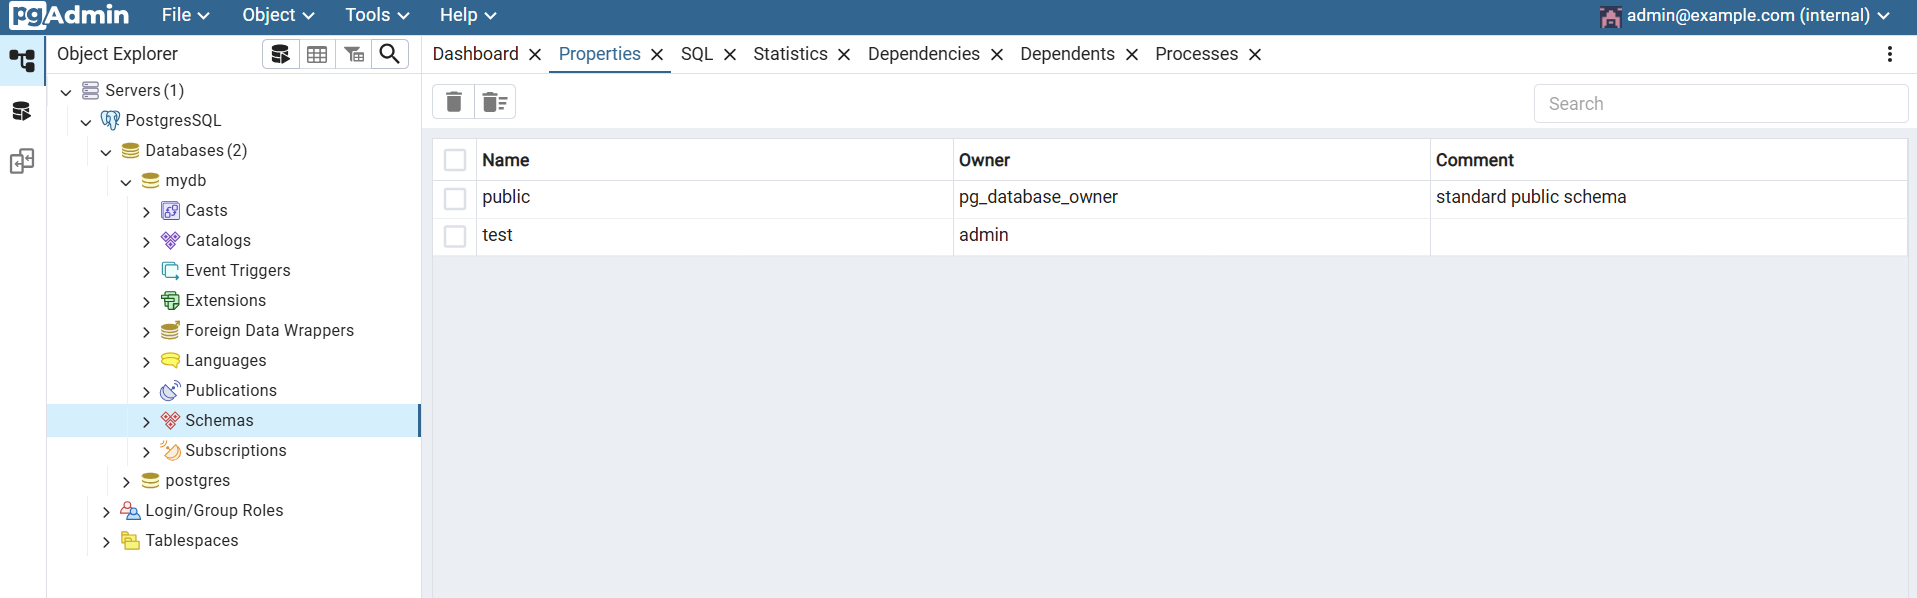 pgAdmin File Object Tools Help admin@example.com (internal)
Object Explorer Dashboard Properties SQL Statistics Dependencies Dependents Processes
Servers (1)
PostgresSQL
Databases (2)
mydb
Casts
Catalogs
Event Triggers
Extensions
Foreign Data Wrappers
Languages
Publications
Schemas
Subscriptions
postgres
Login/Group Roles
Tablespaces
Search
Name Owner Comment
public pg_database_owner standard public schema
test admin